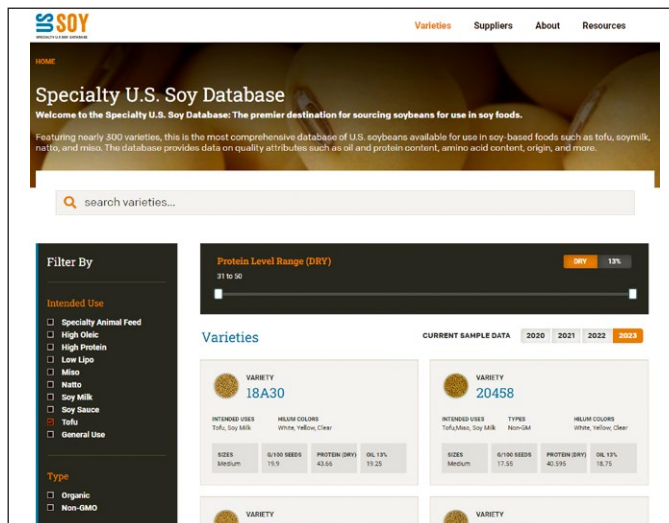 US SOY
SPECIALTY U.S. SOY DATABASE
Varieties Suppliers About Resources
HOME
Specialty U.S. Soy Database
Welcome to the Specialty U.S. Soy Database: The premier destination for sourcing soybeans for use in soy foods.
Featuring nearly 300 varieties, this is the most comprehensive database of U.S. soybeans available for use in soy-based foods such as tofu, soymilk,
natto, and miso. The database provides data on quality attributes such as oil and protein content, amino acid content, origin, and more.
search varieties...
Filter By
Intended Use
Specialty Animal Feed
High Oleic
High Protein
Low Lipo
Miso
Natto
Soy Milk
Soy Sauce
Tofu
General Use
Type
Organic
Non-GMO
Protein Level Range (DRY)
DRY 13%
31 to 50
Varieties
CURRENT SAMPLE DATA 2020 2021 2022 2023
VARIETY
18A30
INTENDED USES HILUM COLORS
Tofu, Soy Milk White, Yellow, Clear
SIZES G/100 SEEDS PROTEIN (DRY) OIL 13%
Medium 19.9 43.66 19.25
VARIETY
20458
INTENDED USES TYPES HILUM COLORS
Tofu,Miso, Soy Milk Non-GM White, Yellow, Clear
SIZES G/100 SEEDS PROTEIN (DRY) OIL 13%
Medium 17.55 40.595 18.75
VARIETY
VARIETY